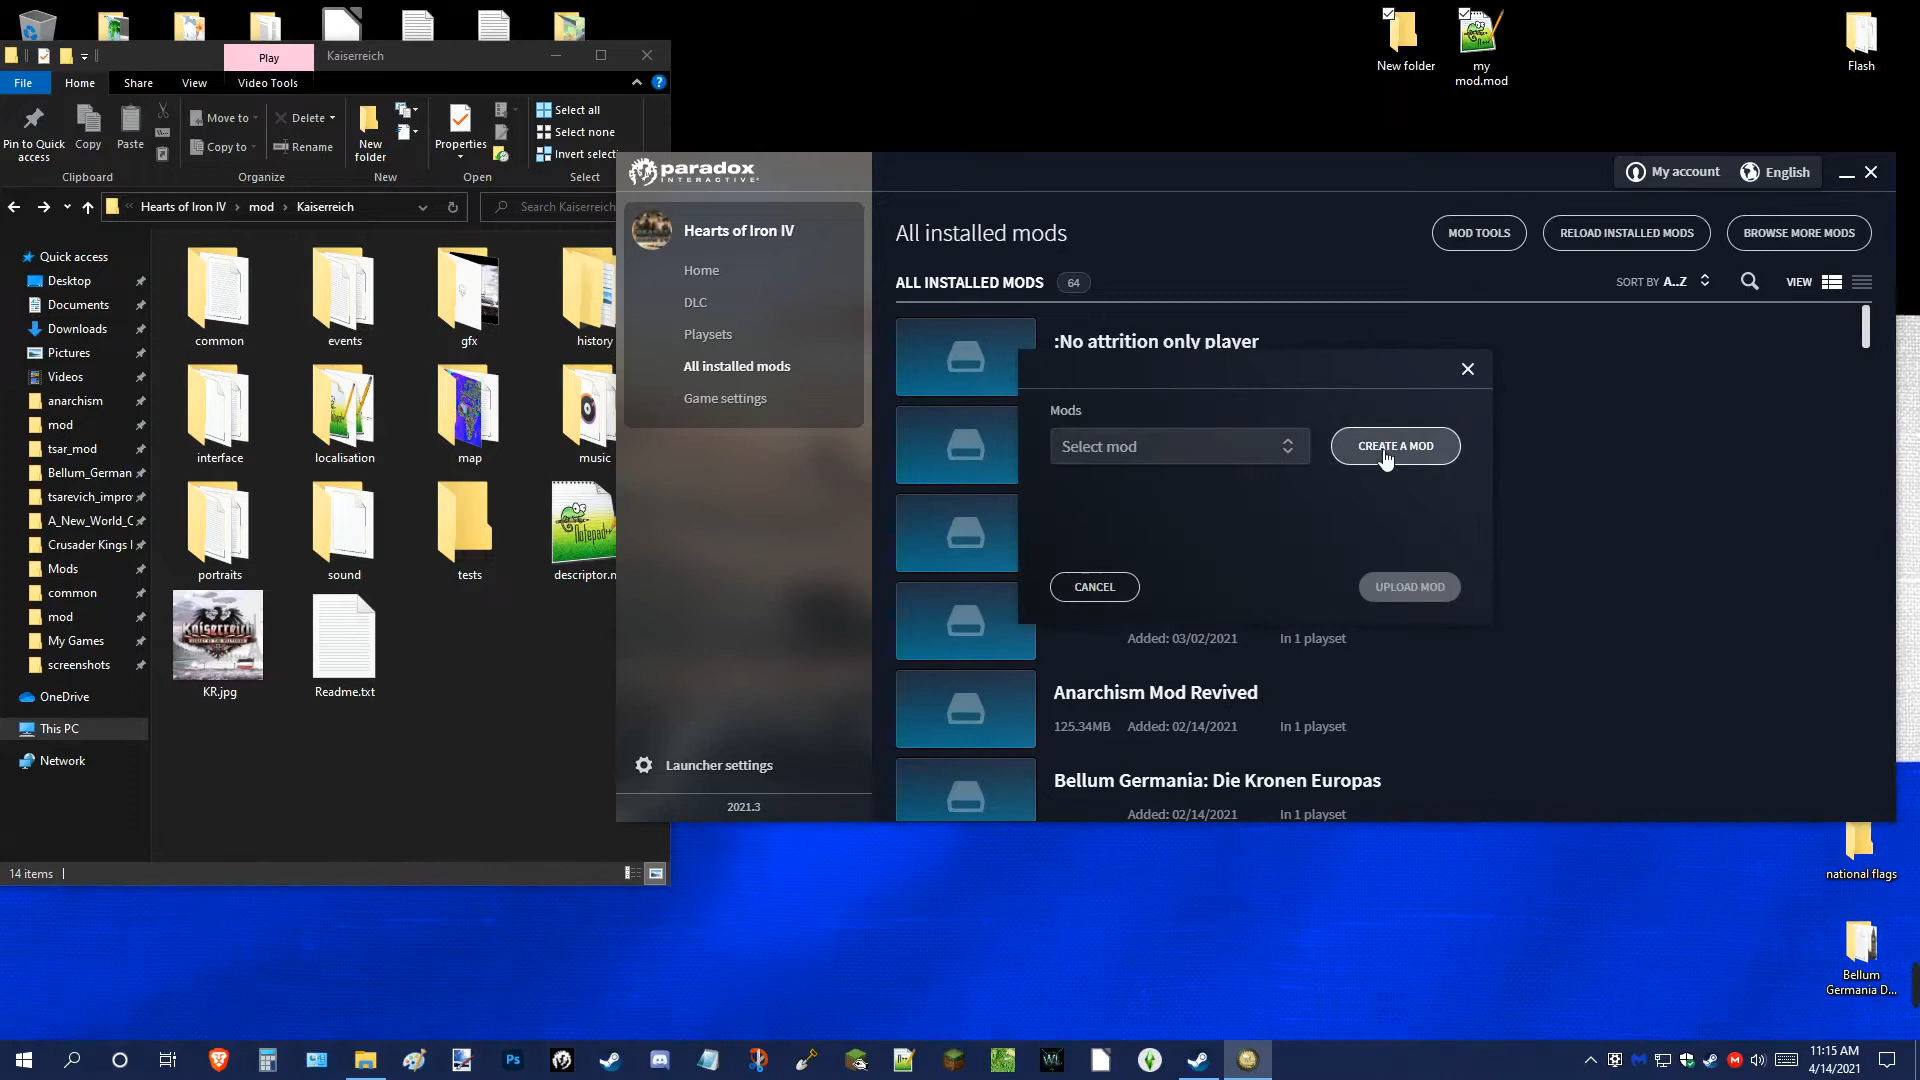 New folder
my
mod.mod
Flash
Play
Kaiserreich
File
Home
Share
View
Video Tools
Pin to Quick
access
Copy
Paste
Move to
Copy to
Delete
Rename
New
folder
Properties
Select all
Select none
Invert selecti
Clipboard
Organize
New
Open
Select
Hearts of Iron IV
mod
Kaiserreich
Search Kaiserreich
Quick access
Desktop
Documents
Downloads
Pictures
Videos
anarchism
mod
tsar_mod
Bellum_German
tsarevich_impro
A_New_World_C
Crusader Kings I
Mods
common
mod
My Games
screenshots
OneDrive
This PC
Network
common
events
gfx
history
interface
localisation
map
music
portraits
sound
tests
Notepad++
descriptor.m
Kaiserreich
KR.jpg
Readme.txt
14 items
paradox
INTERACTIVE
My account
English
Hearts of Iron IV
Home
DLC
Playsets
All installed mods
Game settings
Launcher settings
2021.3
All installed mods
MOD TOOLS
RELOAD INSTALLED MODS
BROWSE MORE MODS
ALL INSTALLED MODS 64
SORT BY A..Z
VIEW
:No attrition only player
Mods
Select mod
CREATE A MOD
CANCEL
UPLOAD MOD
Added: 03/02/2021
In 1 playset
Anarchism Mod Revived
125.34MB
Added: 02/14/2021
In 1 playset
Bellum Germania: Die Kronen Europas
Added: 02/14/2021
In 1 playset
national flags
Bellum
Germania D...
Ps
WL
11:15 AM
4/14/2021